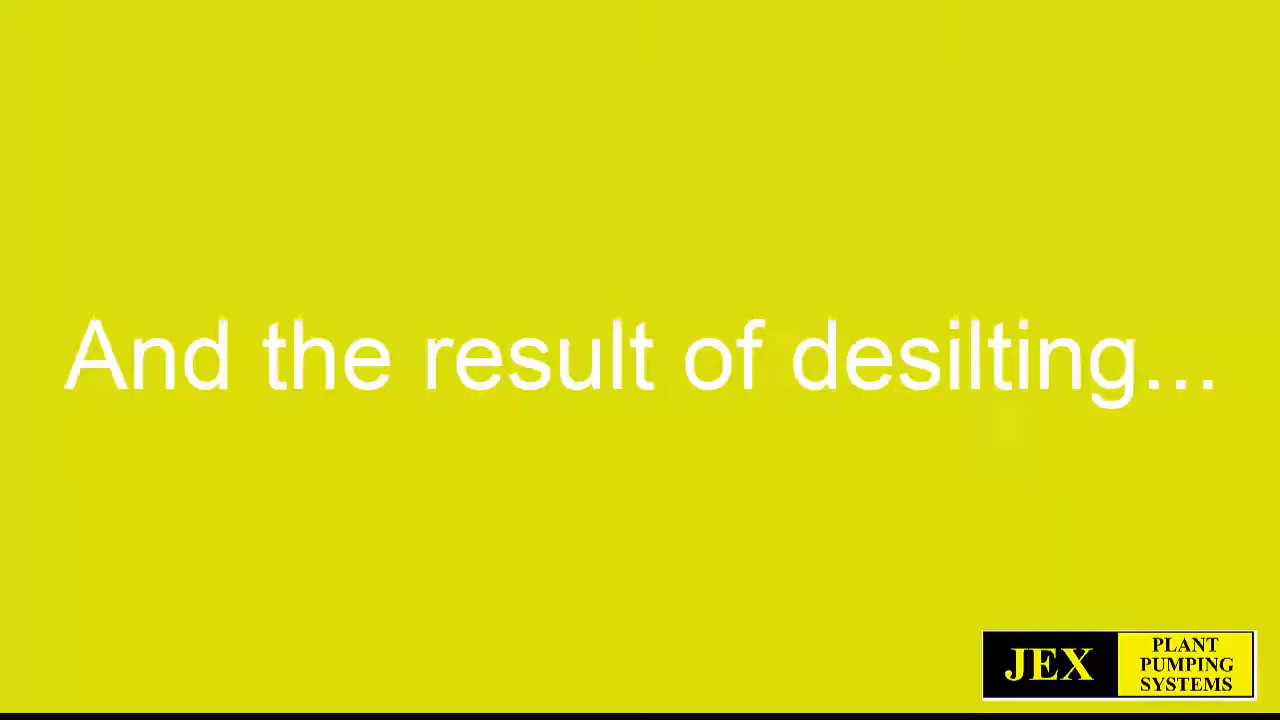 And the result of desilting...
JEX
PLANT
PUMPING
SYSTEMS